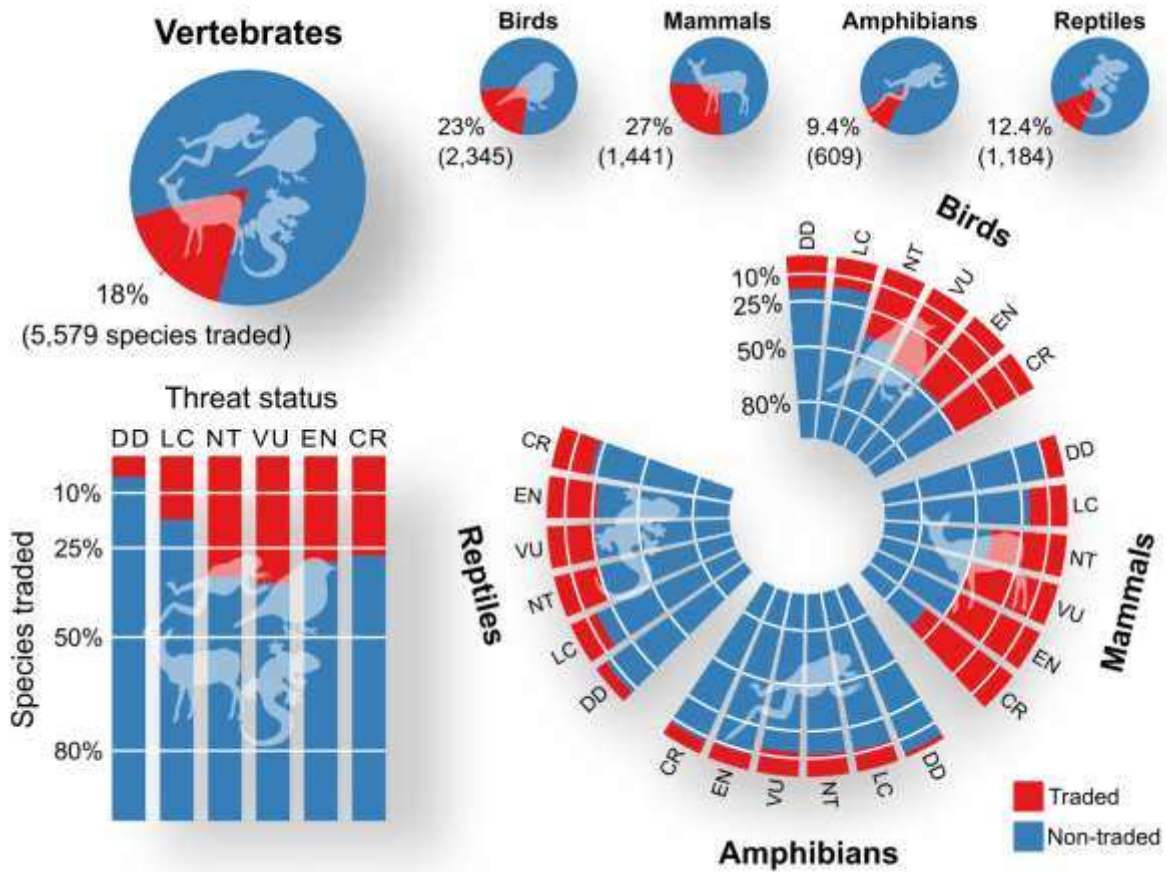 Vertebrates
18%
(5,579 species traded)
Birds
23%
(2,345)
Mammals
27%
(1,441)
Amphibians
9.4%
(609)
Reptiles
12.4%
(1,184)
Threat status
DD LC NT VU EN CR
Species traded
10%
25%
50%
80%
Birds
DD LC NT VU EN CR
10%
25%
50%
80%
Mammals
DD
LC
NT
VU
EN
CR
Amphibians
CR EN VU NT LC DD
Reptiles
CR
EN
VU
NT
LC
DD
Traded
Non-traded